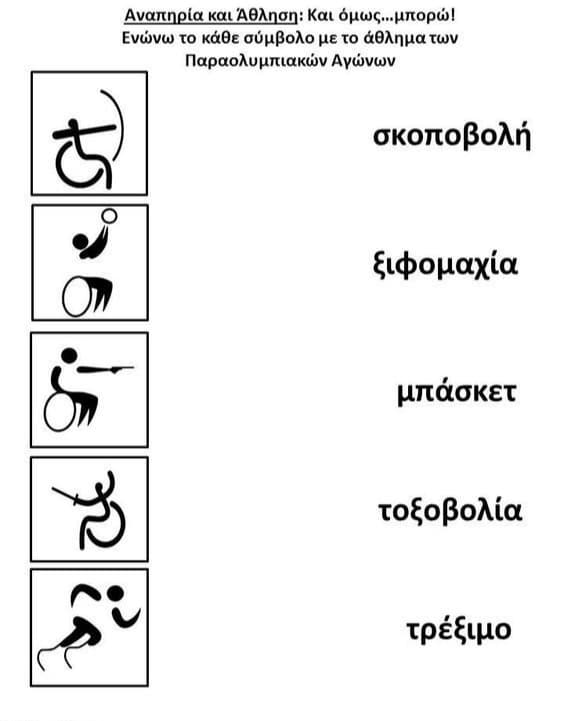 Αναπηρία και Άθληση: Και όμως...μπορώ!
Ενώνω το κάθε σύμβολο με το άθλημα των
Παραολυμπιακών Αγώνων
σκοποβολή
ξιφομαχία
μπάσκετ
τοξοβολία
τρέξιμο